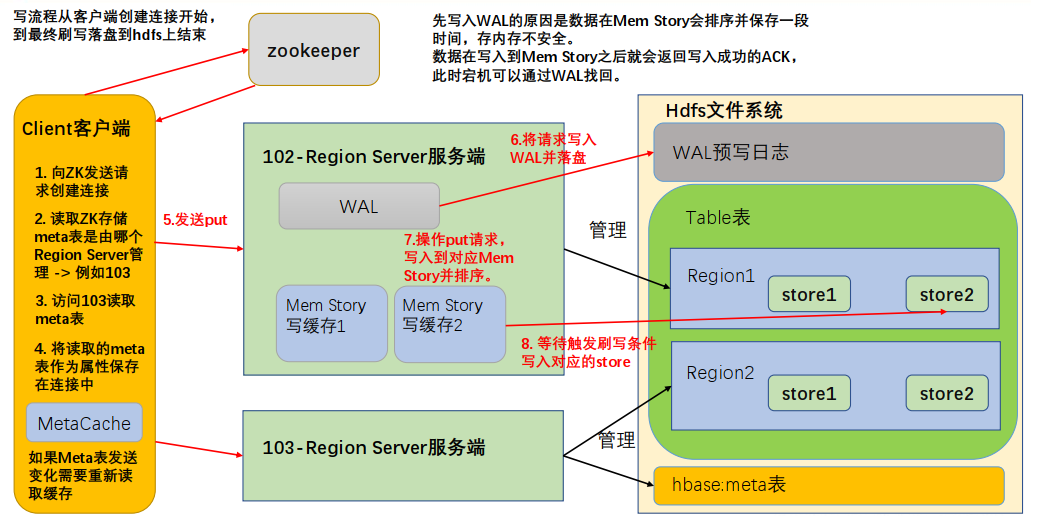 写流程从客户端创建连接开始，
到最终刷写落盘到hdfs上结束
zookeeper
先写入WAL的原因是数据在Mem Story会排序并保存一段
时间，存内存不安全。
数据在写入到Mem Story之后就会返回写入成功的ACK，
此时宕机可以通过WAL找回。
Client客户端
1. 向ZK发送请
求创建连接
2. 读取ZK存储
meta表是由哪个
Region Server管
理 -> 例如103
3. 访问103读取
meta表
4. 将读取的meta
表作为属性保存
在连接中
MetaCache
如果Meta表发送
变化需要重新读
取缓存
5.发送put
102-Region Server服务端
WAL
6.将请求写入
WAL并落盘
7.操作put请求，
写入到对应Mem
Story并排序。
Mem Story
写缓存1
Mem Story
写缓存2
8. 等待触发刷写条件
写入对应的store
103-Region Server服务端
管理
管理
Hdfs文件系统
WAL预写日志
Table表
Region1
store1
store2
Region2
store1
store2
hbase:meta表